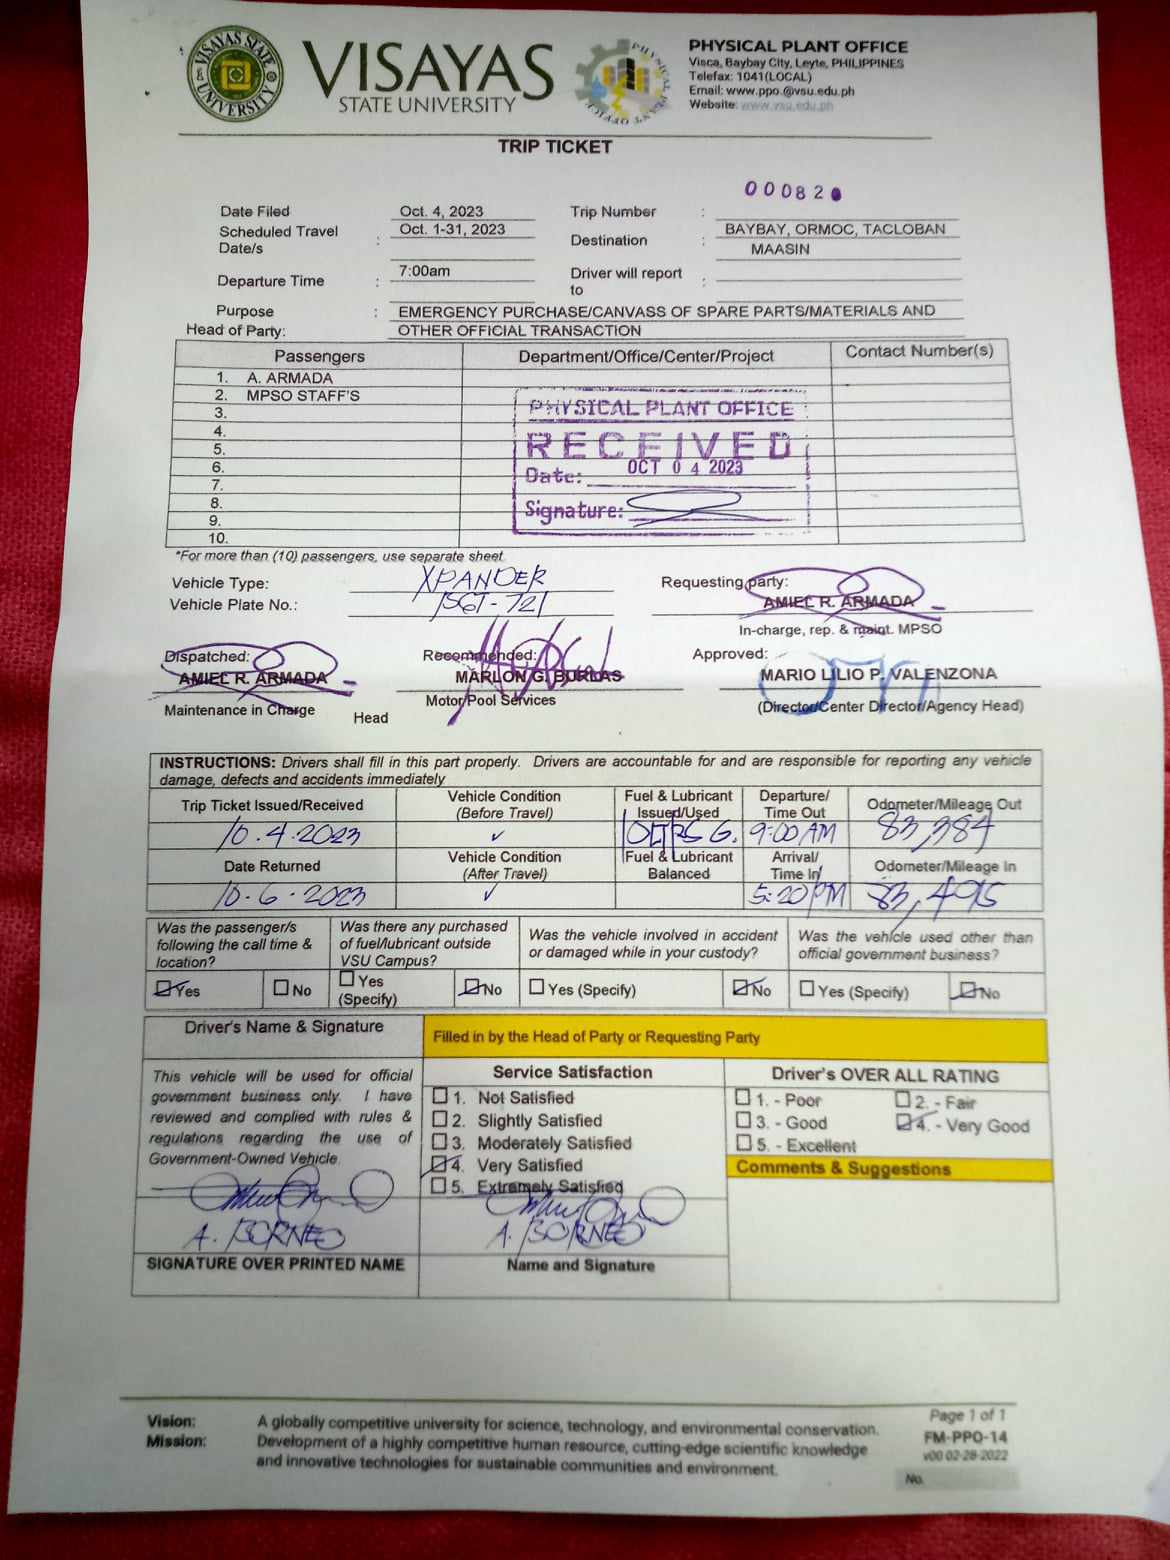 VISAYAS STATE UNIVERSITY
VISAYAS
STATE UNIVERSITY
PHYSICAL PLANT OFFICE
PHYSICAL PLANT OFFICE
Visca, Baybay City, Leyte, PHILIPPINES
Telefax: 1041(LOCAL)
Email: www.ppo.@vsu.edu.ph
Website: www.vsu.edu.ph
TRIP TICKET
00082
Date Filed Oct. 4, 2023 Trip Number :
Scheduled Travel Date/s : Oct. 1-31, 2023 Destination : BAYBAY, ORMOC, TACLOBAN
MAASIN
Departure Time : 7:00am Driver will report to :
Purpose : EMERGENCY PURCHASE/CANVASS OF SPARE PARTS/MATERIALS AND
Head of Party: OTHER OFFICIAL TRANSACTION
Passengers Department/Office/Center/Project Contact Number(s)
1. A. ARMADA
2. MPSO STAFF'S
3.
4.
5.
6.
7.
8.
9.
10.
PHYSICAL PLANT OFFICE
RECEIVED
Date: OCT 04 2023
Signature:
*For more than (10) passengers, use separate sheet.
Vehicle Type: XPANDER Requesting party:
Vehicle Plate No.: AMIEL R. ARMADA
In-charge, rep. & maint. MPSO
Dispatched: Recommended: Approved:
AMIEL R. ARMADA MARLON G. BURLAS MARIO LILIO P. VALENZONA
Maintenance in Charge Head Motor/Pool Services (Director/Center Director/Agency Head)
INSTRUCTIONS: Drivers shall fill in this part properly. Drivers are accountable for and are responsible for reporting any vehicle
damage, defects and accidents immediately
Trip Ticket Issued/Received Vehicle Condition (Before Travel) Fuel & Lubricant Issued/Used Departure/ Time Out Odometer/Mileage Out
10.4.2023 ✓ 10LTRS G. 9:00AM 83,384
Date Returned Vehicle Condition (After Travel) Fuel & Lubricant Balanced Arrival/ Time In Odometer/Mileage In
10.6.2023 ✓ 5:20PM 83,495
Was the passenger/s following the call time & location? Was there any purchased of fuel/lubricant outside VSU Campus? Was the vehicle involved in accident or damaged while in your custody? Was the vehicle used other than official government business?
Yes No Yes (Specify) No Yes (Specify) No Yes (Specify) No
Driver's Name & Signature
Filled in by the Head of Party or Requesting Party
This vehicle will be used for official
government business only. I have
reviewed and complied with rules &
regulations regarding the use of
Government-Owned Vehicle.
A. BORNEO
SIGNATURE OVER PRINTED NAME
Service Satisfaction
1. Not Satisfied
2. Slightly Satisfied
3. Moderately Satisfied
4. Very Satisfied
5. Extremely Satisfied
A. BORNEO
Name and Signature
Driver's OVER ALL RATING
1. - Poor 2. - Fair
3. - Good 4. - Very Good
5. - Excellent
Comments & Suggestions
Vision: A globally competitive university for science, technology, and environmental conservation.
Mission: Development of a highly competitive human resource, cutting-edge scientific knowledge
and innovative technologies for sustainable communities and environment.
Page 1 of 1
FM-PPO-14
v00 02-28-2022
No.